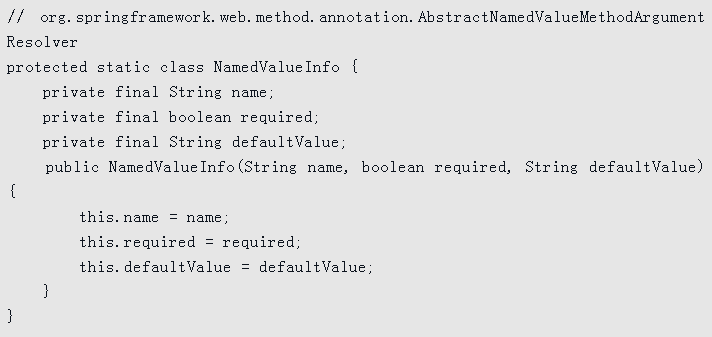 // org.springframework.web.method.annotation.AbstractNamedValueMethodArgument
Resolver
protected static class NamedValueInfo {
    private final String name;
    private final boolean required;
    private final String defaultValue;
    public NamedValueInfo(String name, boolean required, String defaultValue)
{
        this.name = name;
        this.required = required;
        this.defaultValue = defaultValue;
    }
}